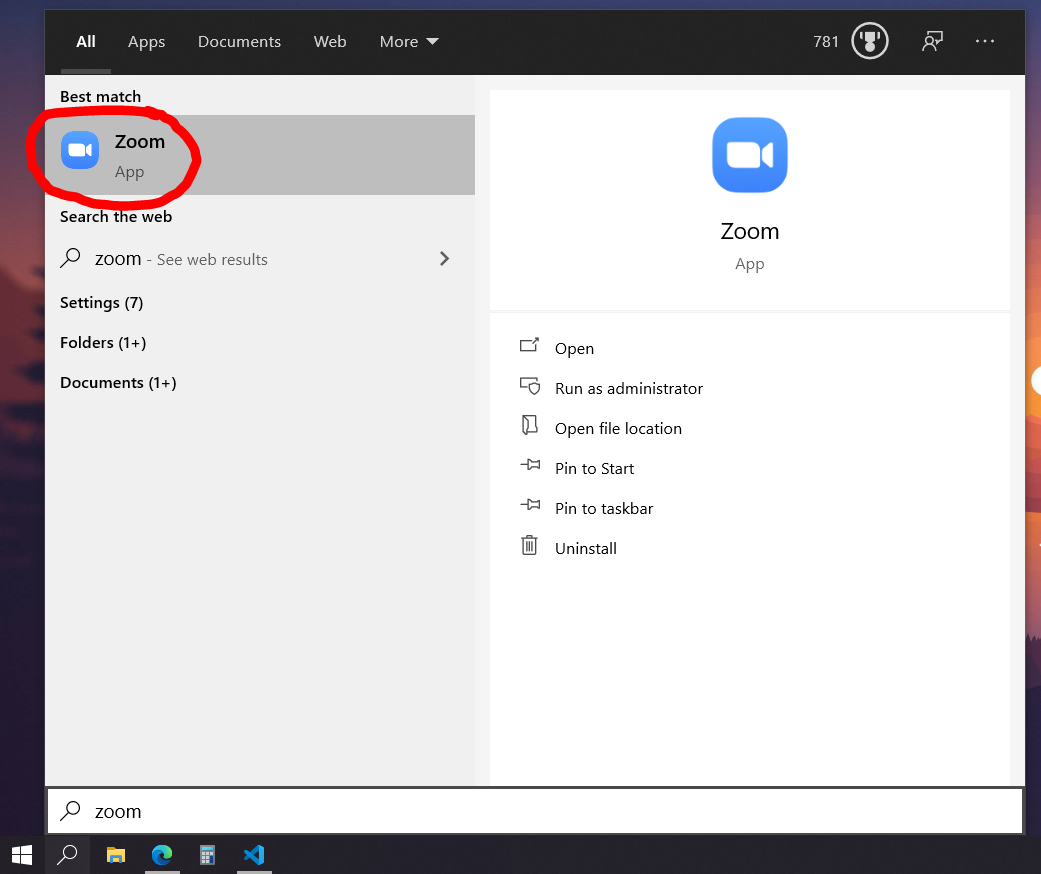 All Apps Documents Web More 781
Best match
Zoom
App
Search the web
zoom - See web results
Settings (7)
Folders (1+)
Documents (1+)
Zoom
App
Open
Run as administrator
Open file location
Pin to Start
Pin to taskbar
Uninstall
zoom